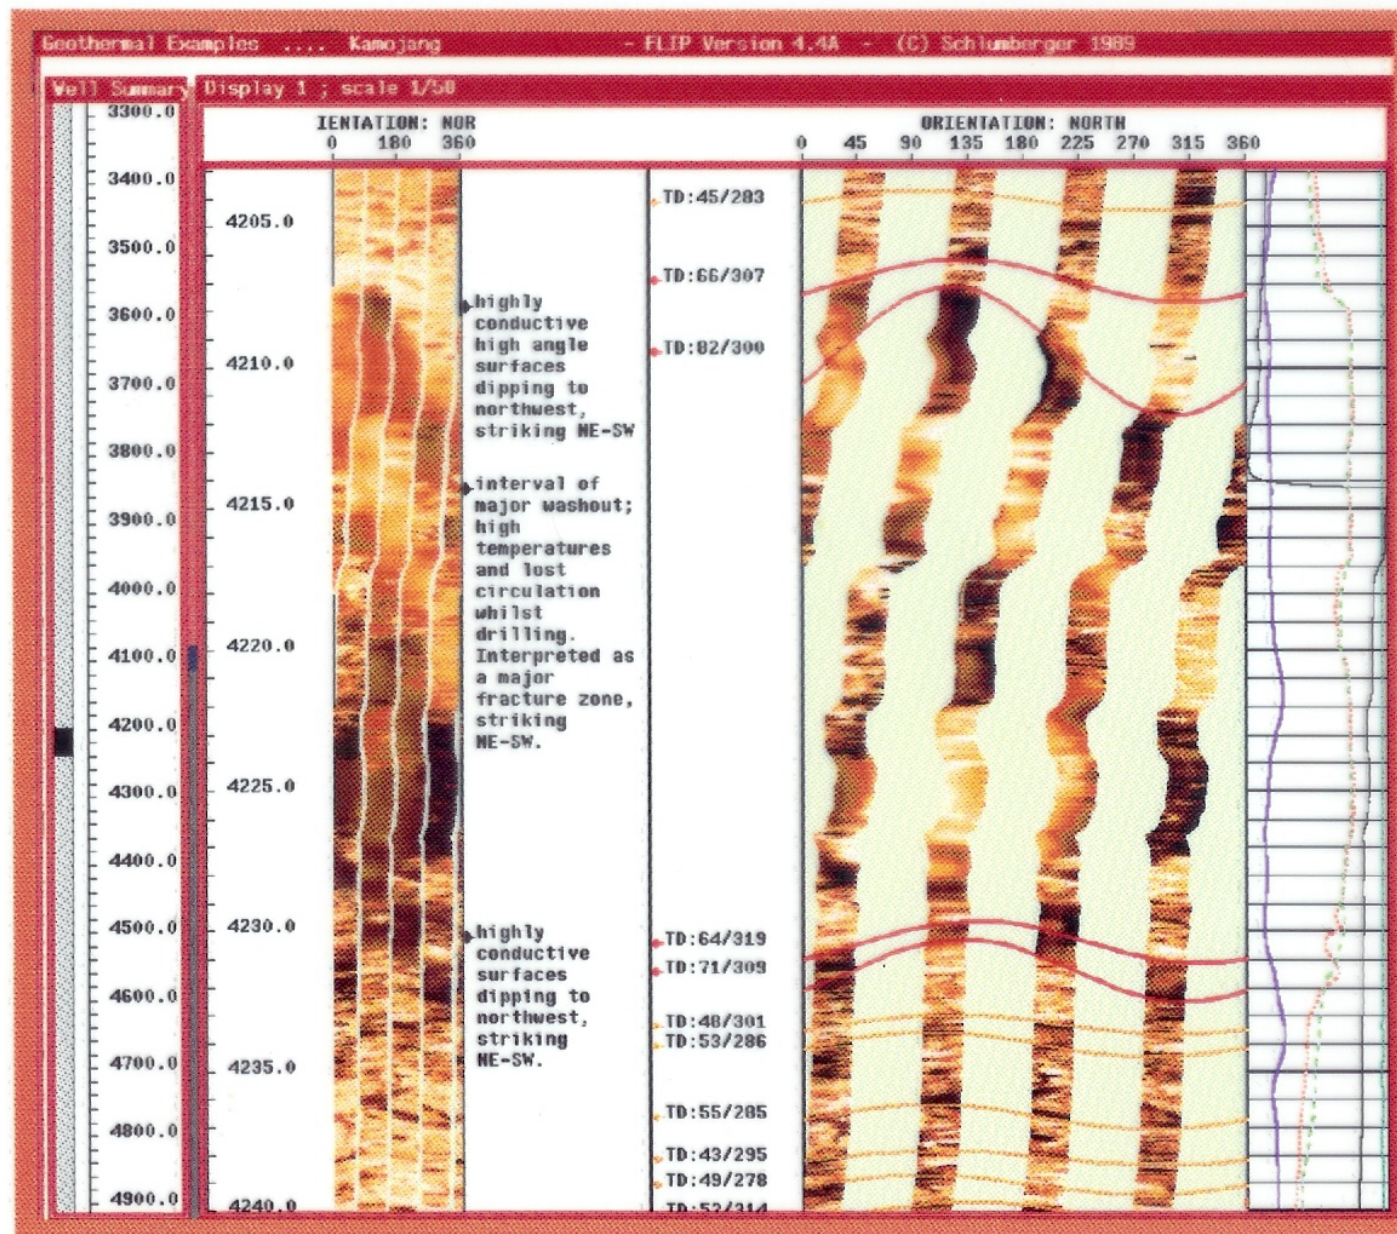 Geothermal Examples .... Kamojang - FLIP Version 4.4A - (C) Schlumberger 1989
Well Summary
Display 1 ; scale 1/50
IENTATION: NOR
0 180 360
ORIENTATION: NORTH
0 45 90 135 180 225 270 315 360
3300.0
3400.0
3500.0
3600.0
3700.0
3800.0
3900.0
4000.0
4100.0
4200.0
4300.0
4400.0
4500.0
4600.0
4700.0
4800.0
4900.0
4205.0
4210.0
4215.0
4220.0
4225.0
4230.0
4235.0
4240.0
highly
conductive
high angle
surfaces
dipping to
northwest,
striking NE-SW
interval of
major washout;
high
temperatures
and lost
circulation
whilst
drilling.
Interpreted as
a major
fracture zone,
striking
NE-SW.
highly
conductive
surfaces
dipping to
northwest,
striking
NE-SW.
TD:45/283
TD:66/307
TD:82/300
TD:64/319
TD:71/309
TD:48/301
TD:53/286
TD:55/285
TD:43/295
TD:49/278
TD:52/314